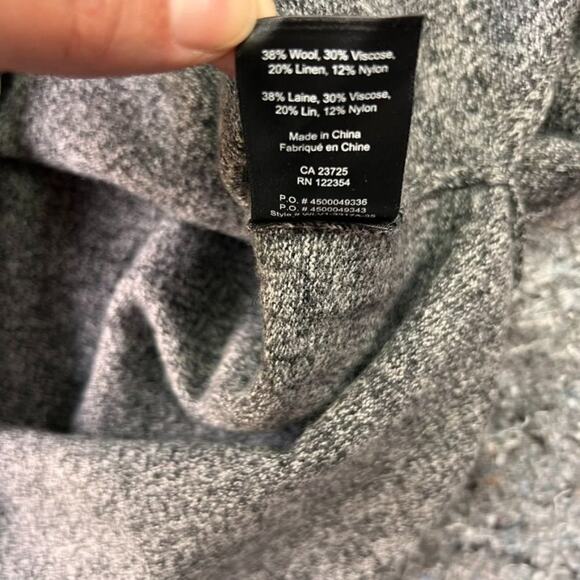 38% Wool, 30% Viscose,
20% Linen, 12% Nylon
38% Laine, 30% Viscose,
20% Lin, 12% Nylon
Made in China
Fabriqué en Chine
CA 23725
RN 122354
P.O. # 4500049336
P.O. # 4500049343
Style #